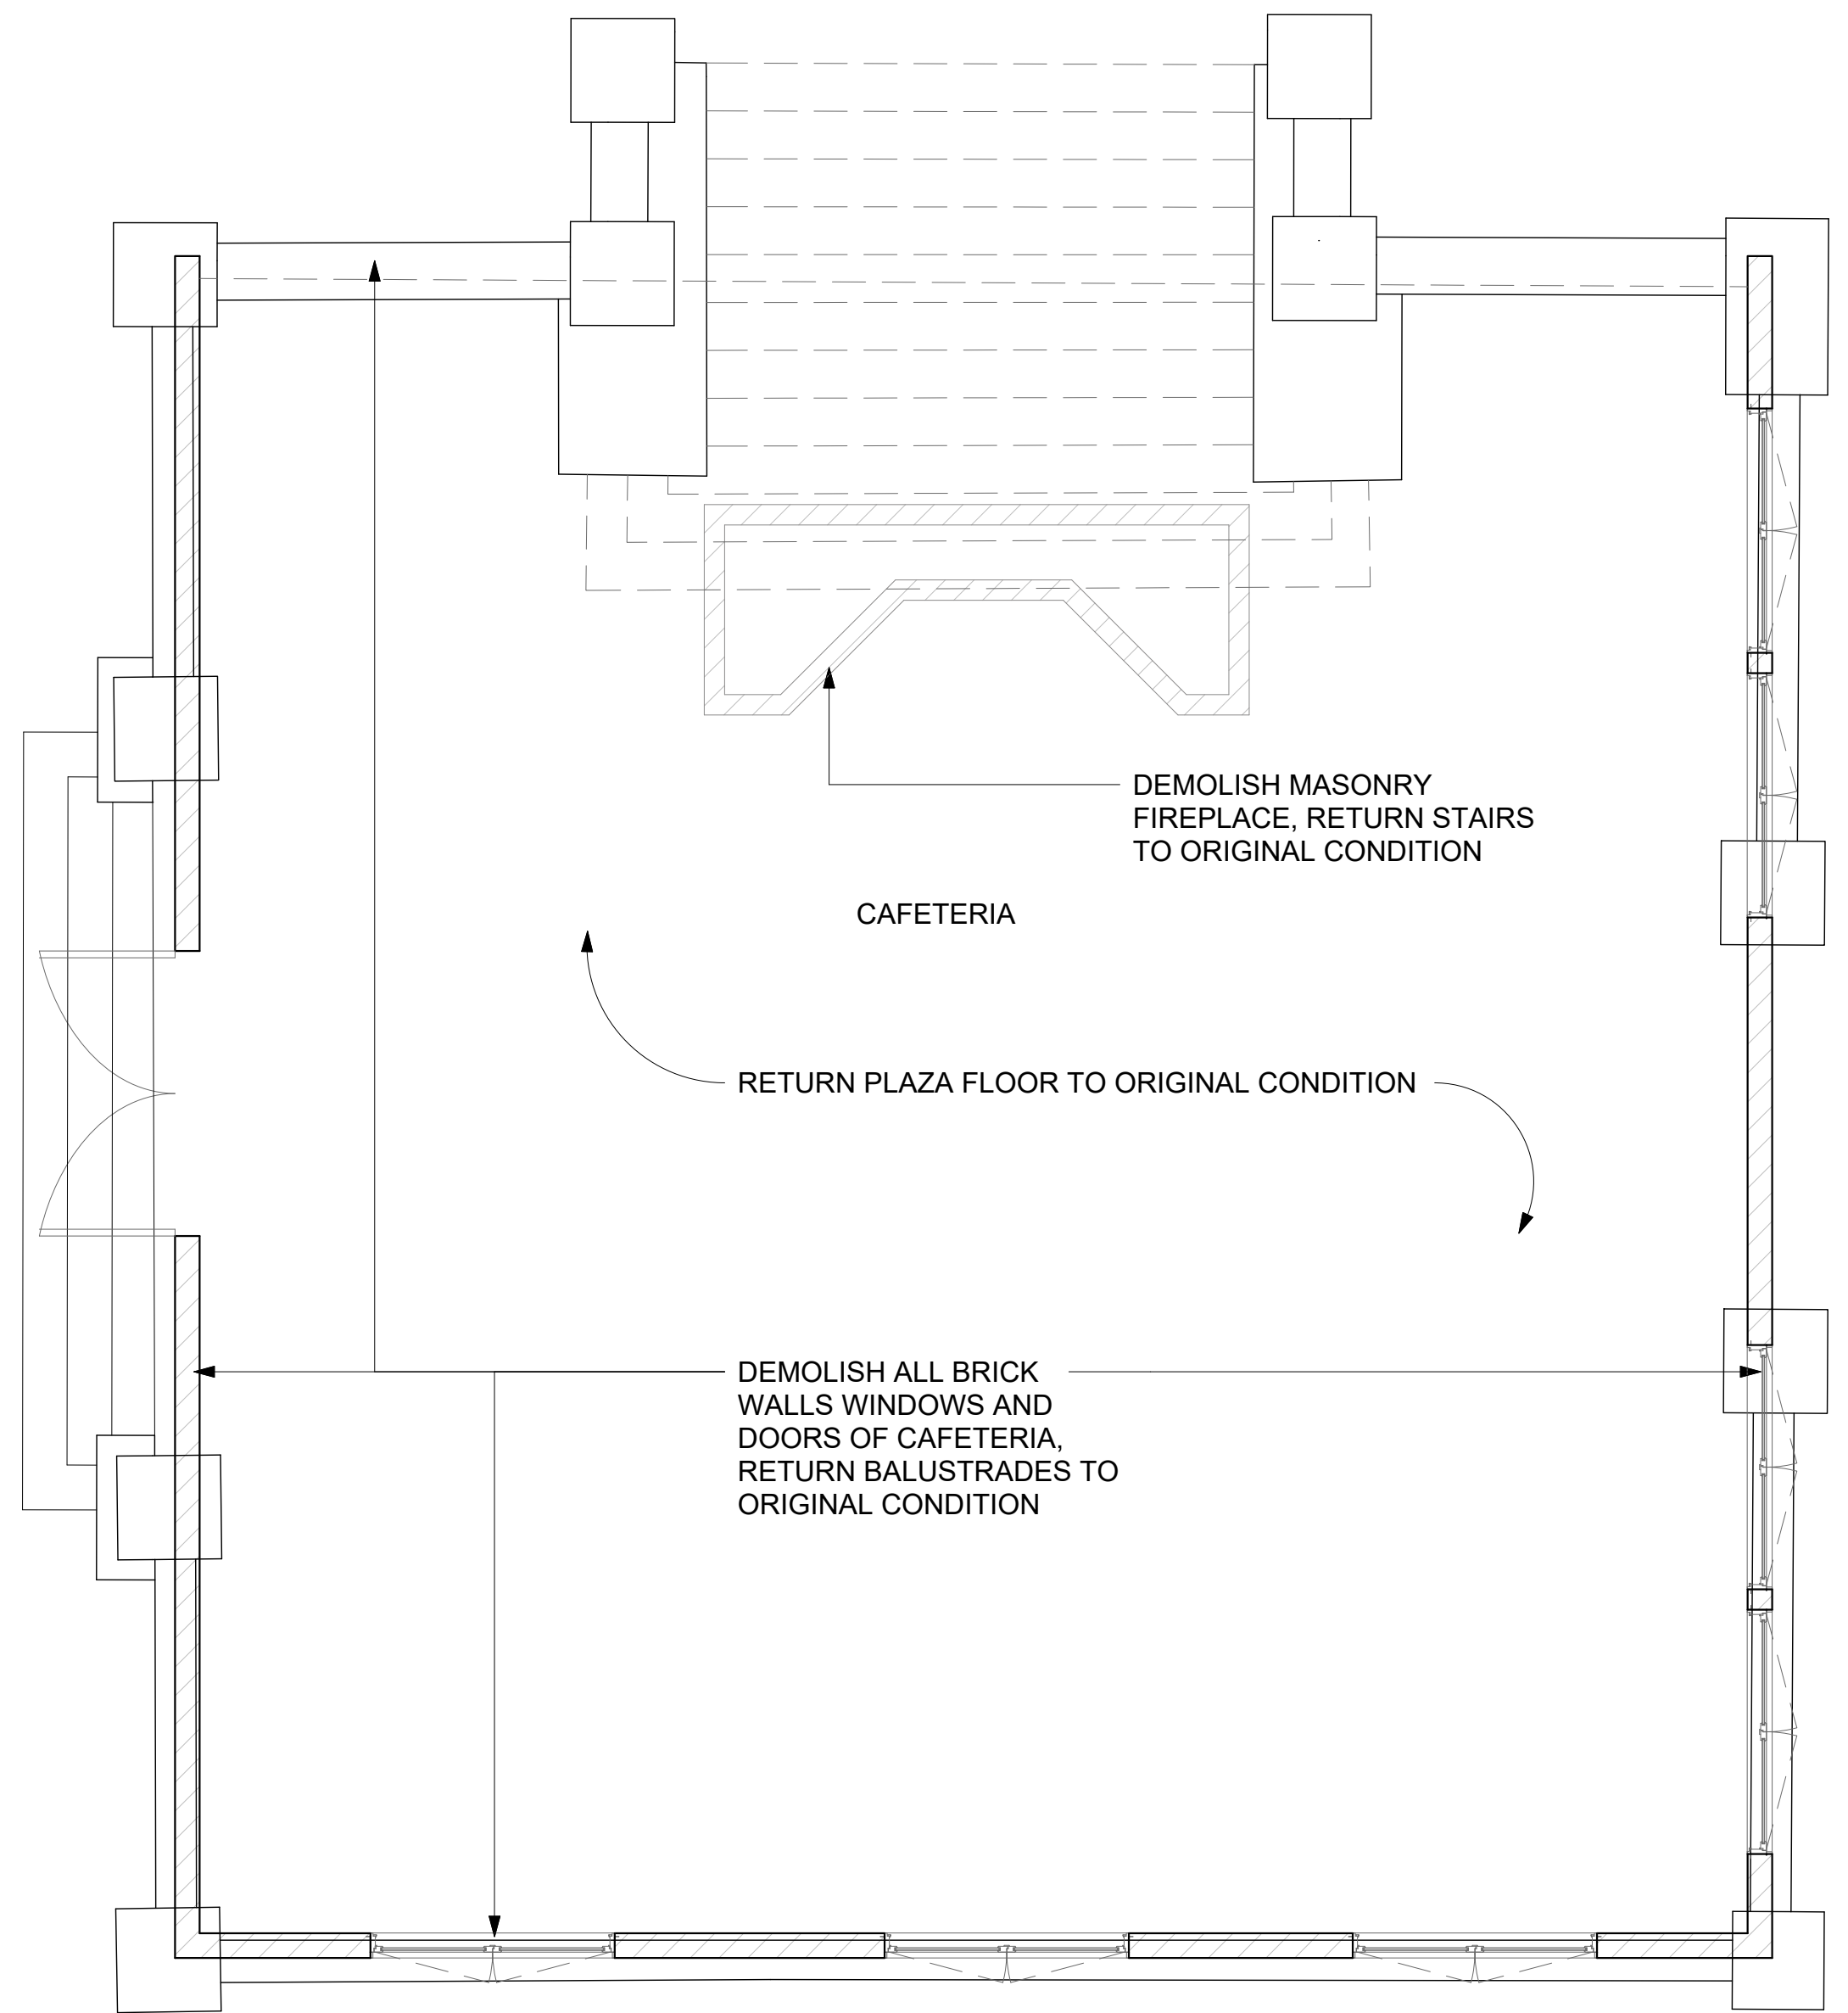 DEMOLISH MASONRY
FIREPLACE, RETURN STAIRS
TO ORIGINAL CONDITION
CAFETERIA
RETURN PLAZA FLOOR TO ORIGINAL CONDITION
DEMOLISH ALL BRICK
WALLS WINDOWS AND
DOORS OF CAFETERIA,
RETURN BALUSTRADES TO
ORIGINAL CONDITION